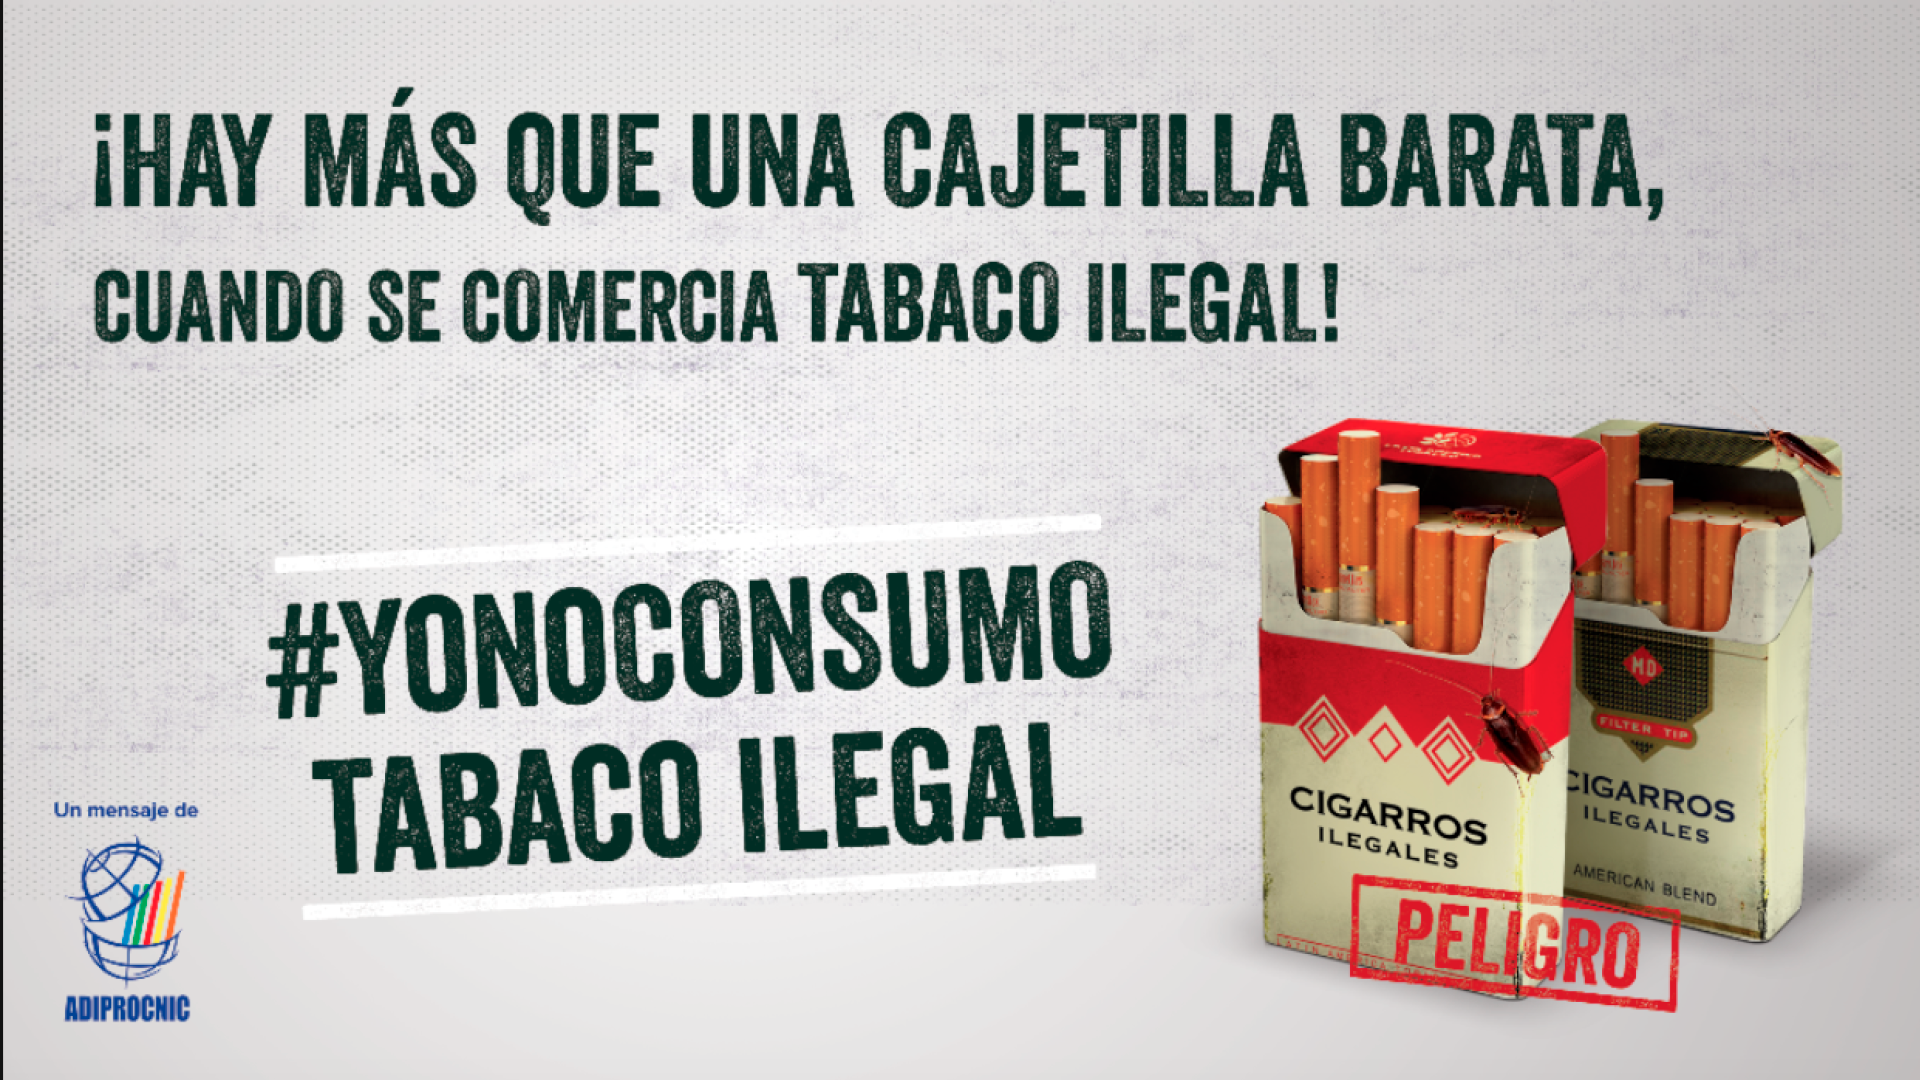 ¡HAY MÁS QUE UNA CAJETILLA BARATA,
CUANDO SE COMERCIA TABACO ILEGAL!
#YONOCONSUMO
TABACO ILEGAL
Un mensaje de
ADIPROCNIC
CIGARROS
ILEGALES
MD
FILTER TIP
CIGARROS
ILEGALES
AMERICAN BLEND
PELIGRO